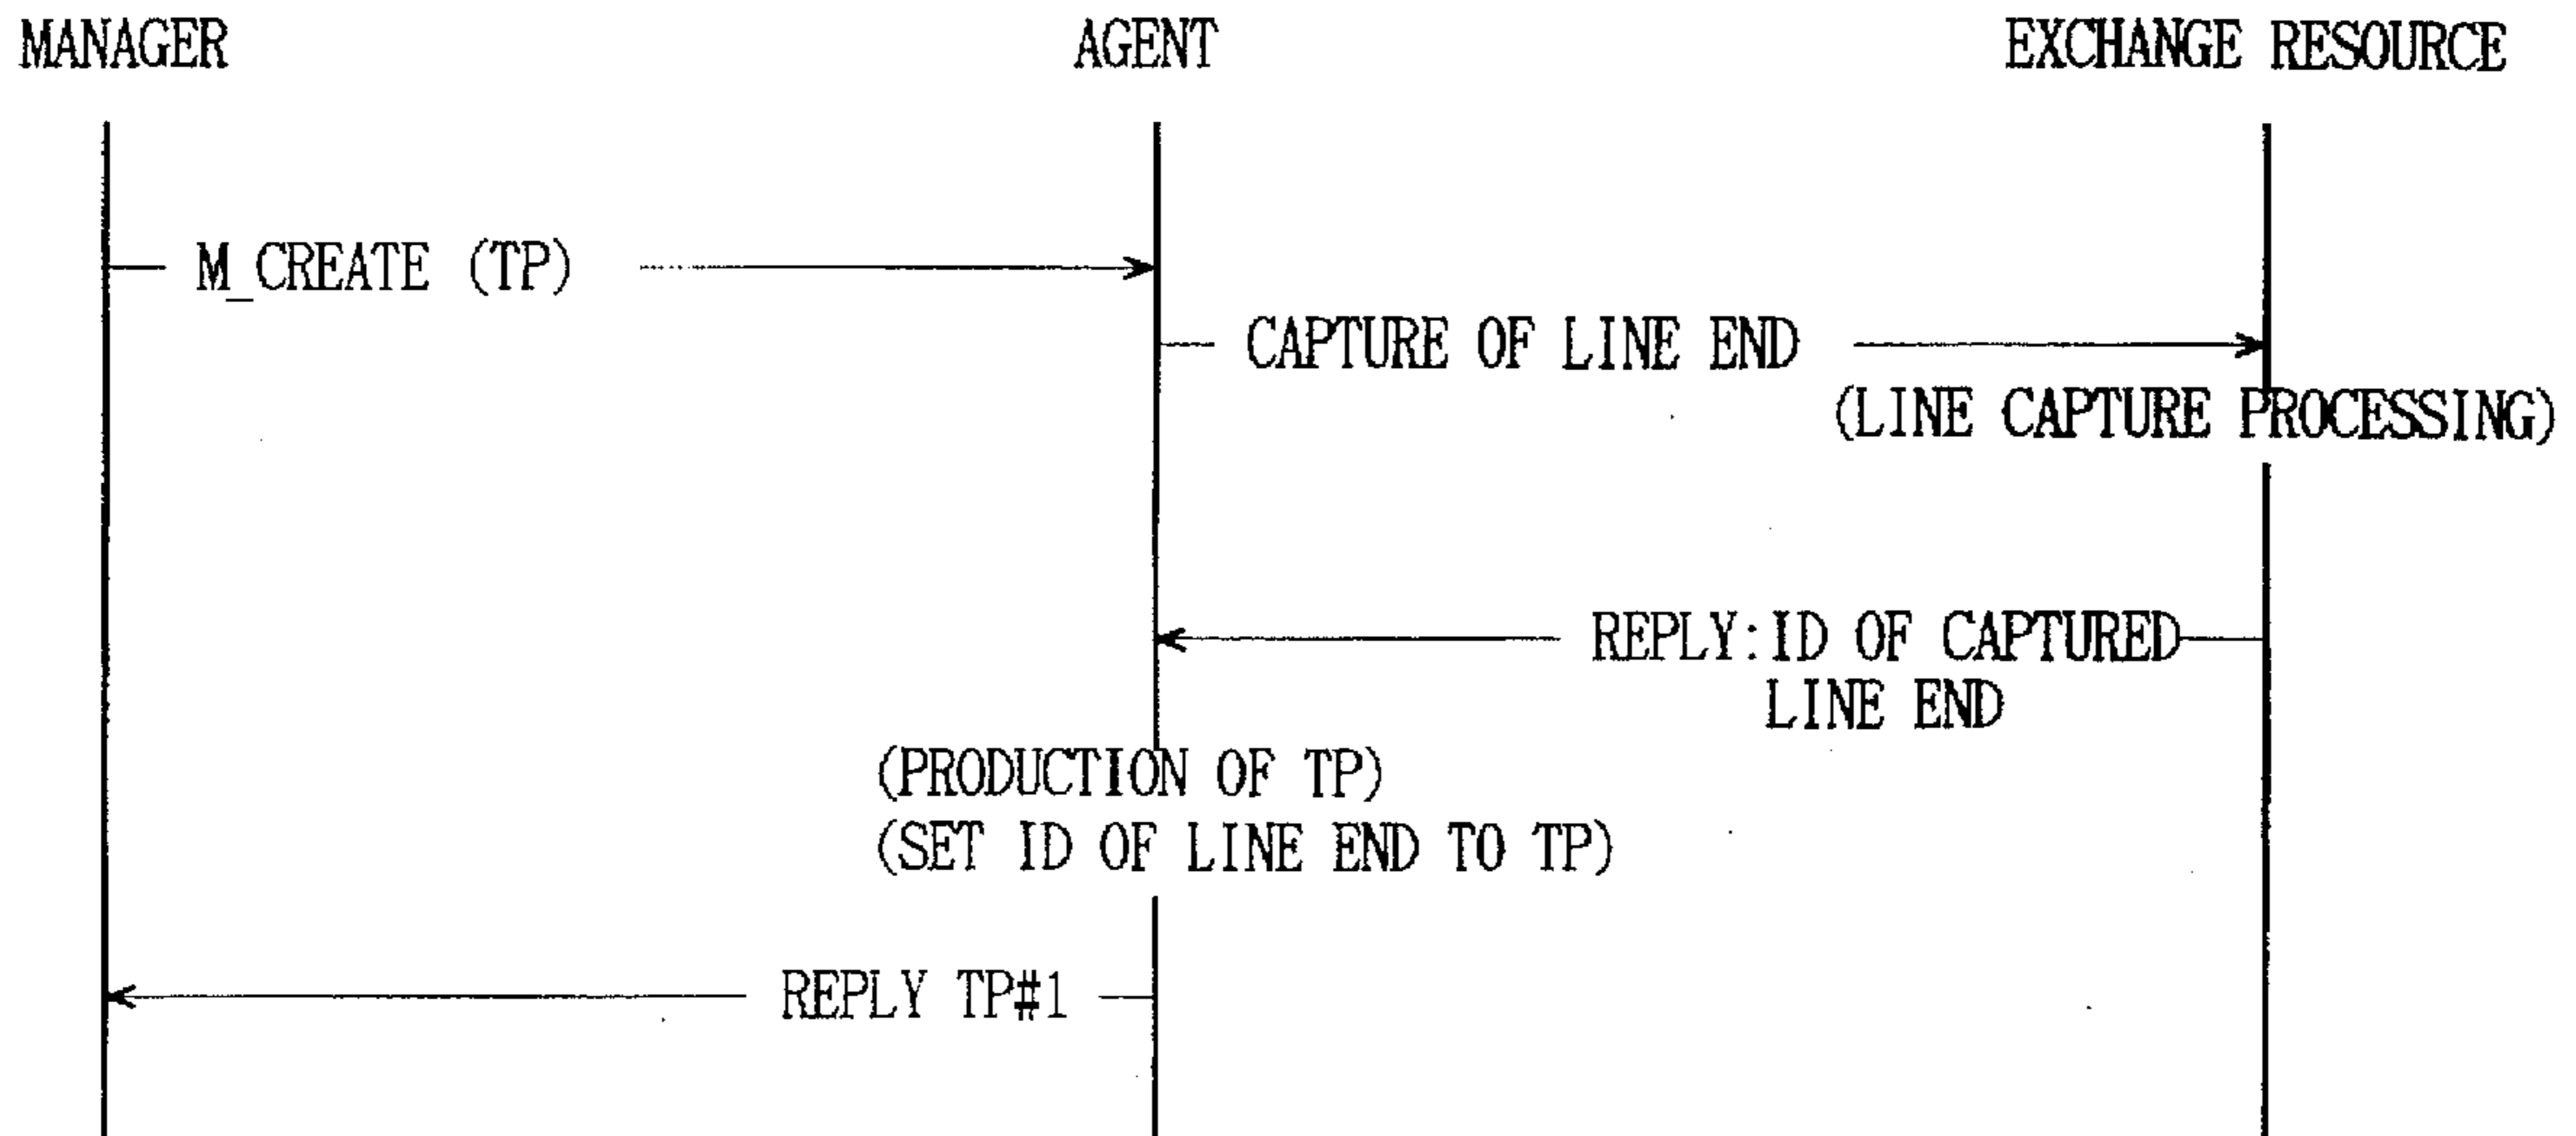 MANAGER AGENT EXCHANGE RESOURCE
M_CREATE (TP)
CAPTURE OF LINE END
(LINE CAPTURE PROCESSING)
REPLY:ID OF CAPTURED
LINE END
(PRODUCTION OF TP)
(SET ID OF LINE END TO TP)
REPLY TP#1